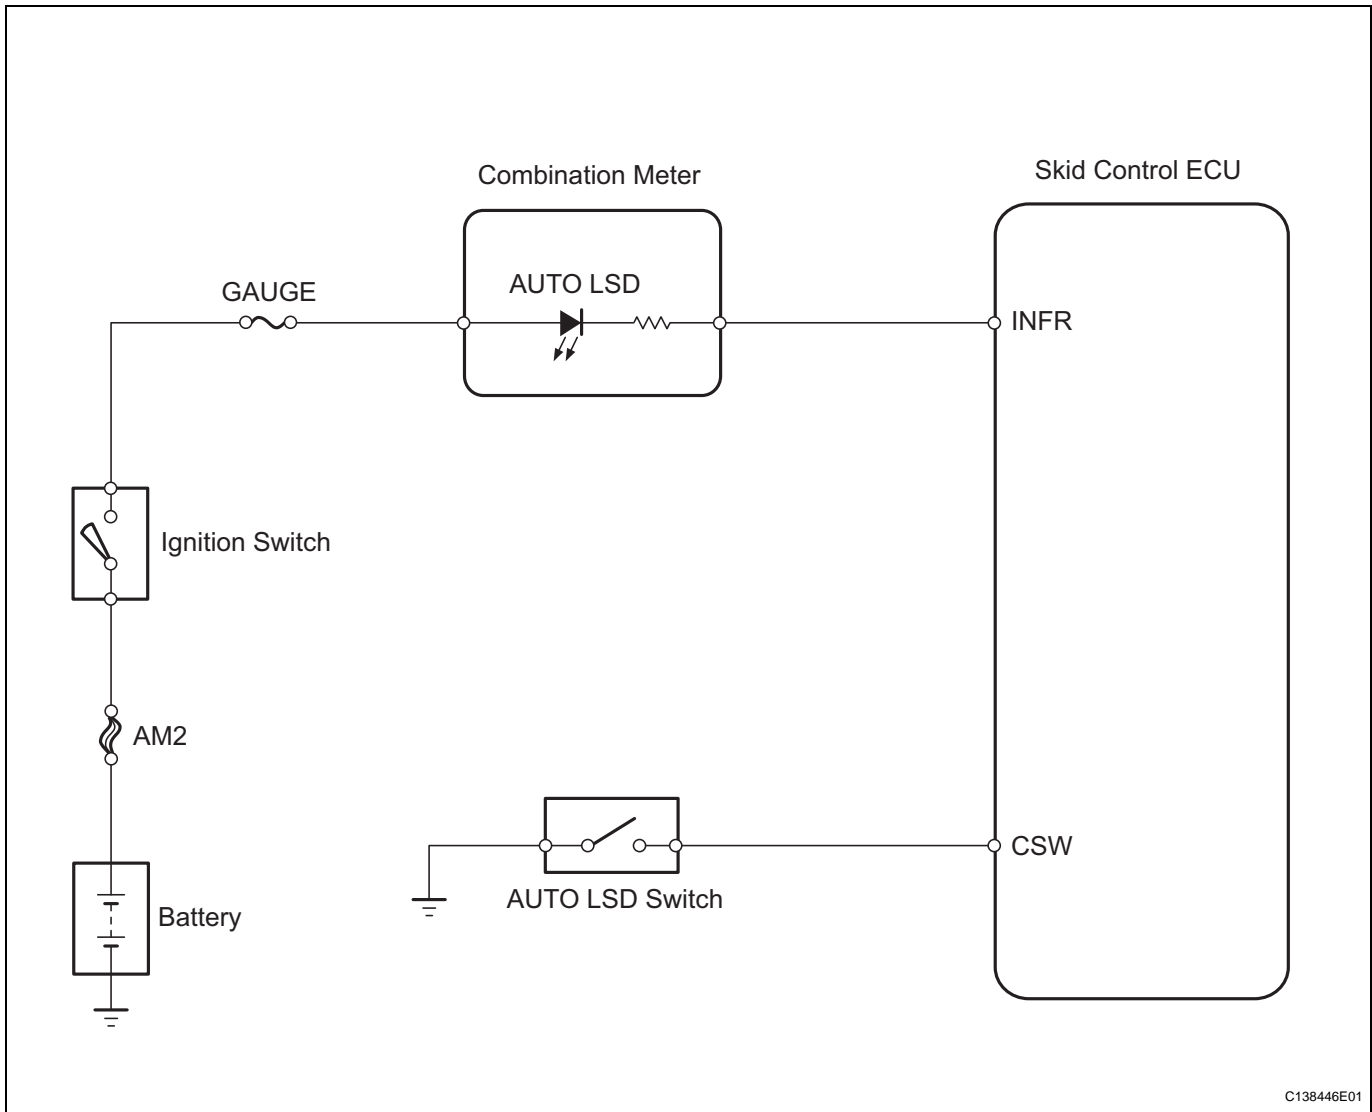 Combination Meter
Skid Control ECU
AUTO LSD
GAUGE
INFR
Ignition Switch
AM2
CSW
AUTO LSD Switch
Battery
C138446E01